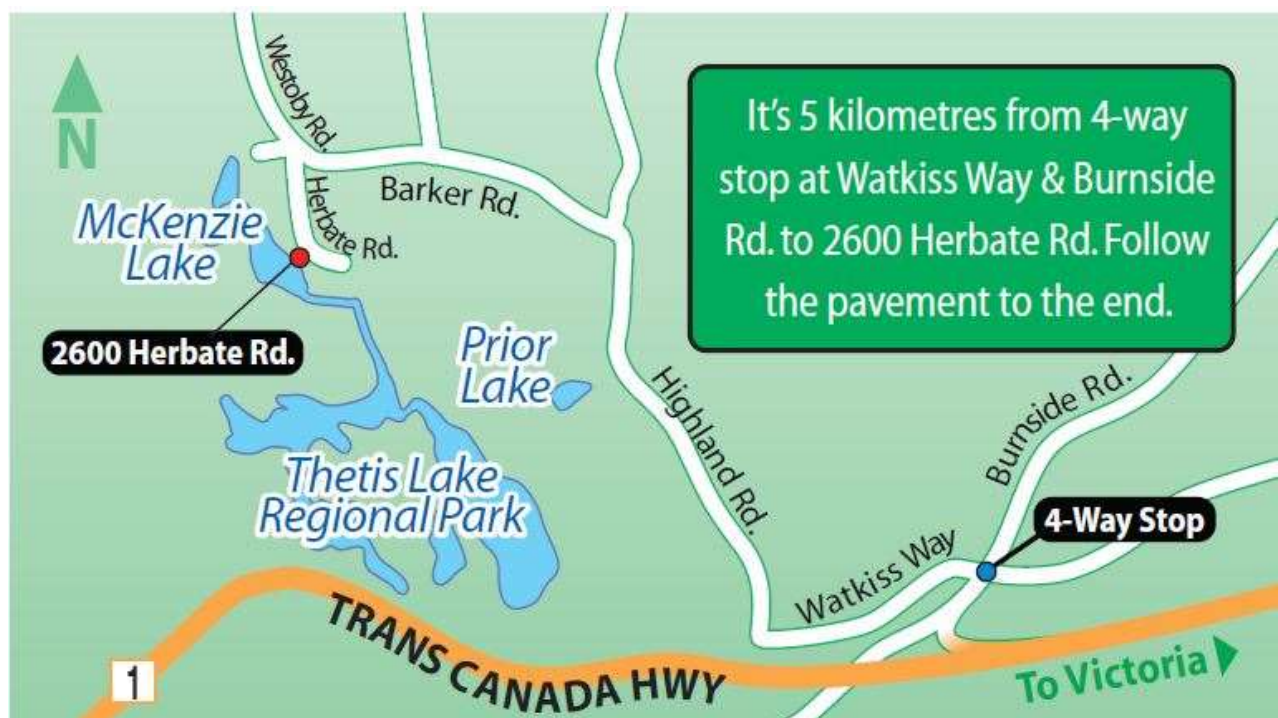 N
Westoby Rd.
Barker Rd.
Herbate Rd.
McKenzie
Lake
2600 Herbate Rd.
It's 5 kilometres from 4-way
stop at Watkiss Way & Burnside
Rd. to 2600 Herbate Rd. Follow
the pavement to the end.
Prior
Lake
Highland Rd.
Burnside Rd.
Thetis Lake
Regional Park
4-Way Stop
Watkiss Way
TRANS CANADA HWY
1
To Victoria